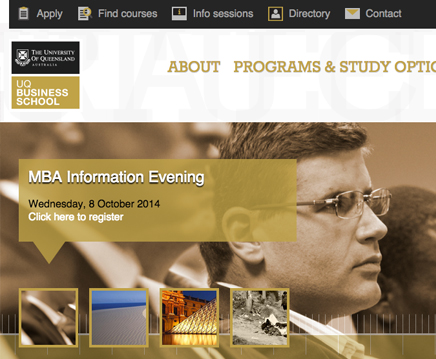 Apply Find courses Info sessions Directory Contact
THE UNIVERSITY
OF QUEENSLAND
AUSTRALIA
UQ
BUSINESS
SCHOOL
ABOUT PROGRAMS & STUDY OPTIO
MBA Information Evening
Wednesday, 8 October 2014
Click here to register